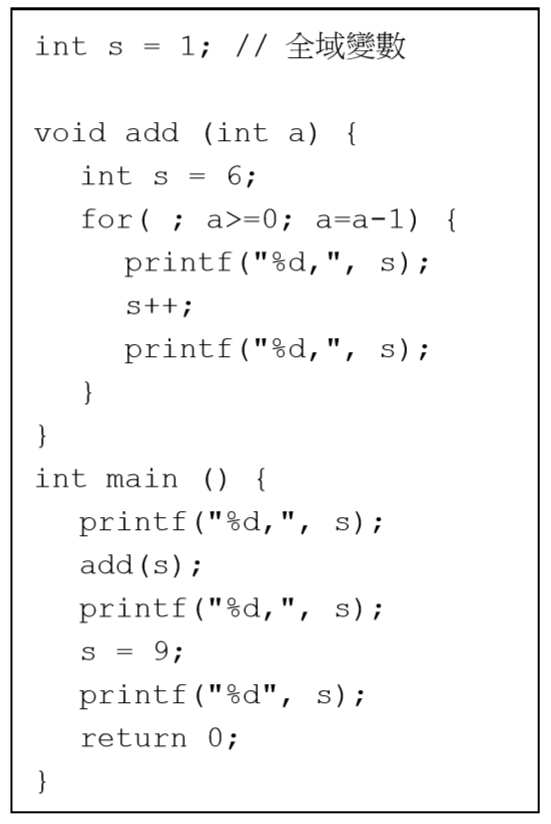 int s = 1; // 全域變數
void add (int a) {
int s = 6;
for( ; a>=0; a=a-1) {
printf("%d,", s);
s++;
printf("%d,", s);
}
}
int main () {
printf("%d,", s);
add(s);
printf("%d,", s);
s = 9;
printf("%d", s);
return 0;
}